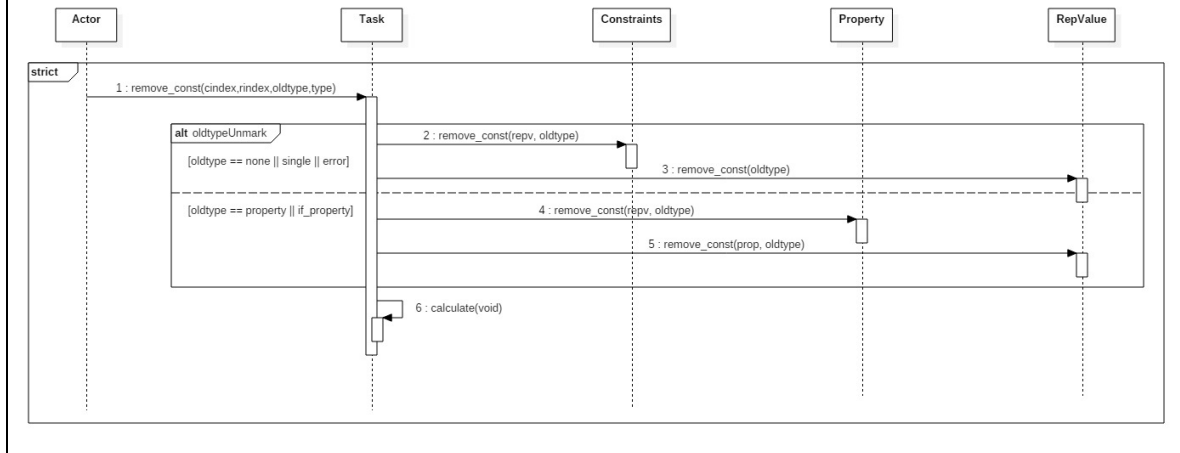 Actor
Task
Constraints
Property
RepValue
strict
1 : remove_const(cindex,rindex,oldtype,type)
alt oldtypeUnmark
2 : remove_const(repv, oldtype)
[oldtype == none || single || error]
3 : remove_const(oldtype)
[oldtype == property || if_property]
4 : remove_const(repv, oldtype)
5 : remove_const(prop, oldtype)
6 : calculate(void)